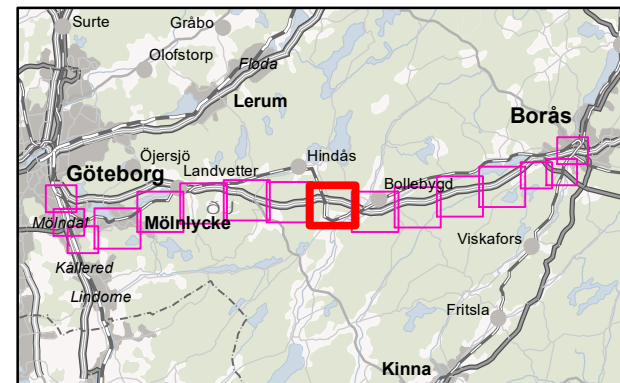 Surte
Gråbo
Olofstorp
Floda
Lerum
Borås
Öjersjö
Hindås
Göteborg
Landvetter
Bollebygd
Mölndal
Mölnlycke
Viskafors
Kållered
Lindome
Fritsla
Kinna